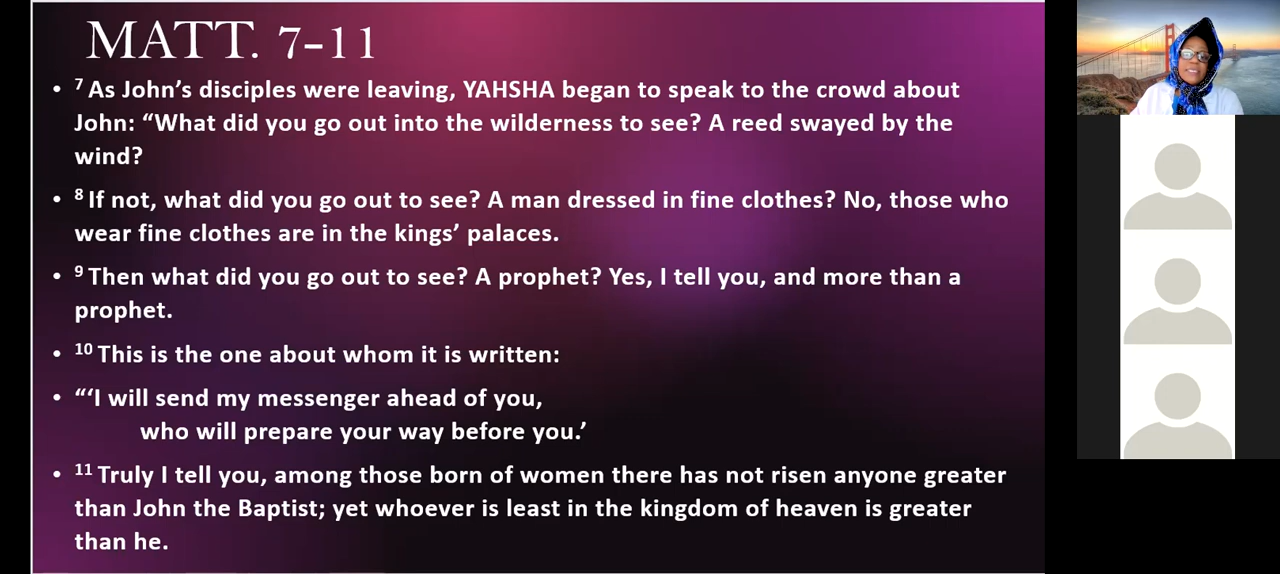 MATT. 7-11
• ⁷ As John’s disciples were leaving, YAHSHA began to speak to the crowd about
John: “What did you go out into the wilderness to see? A reed swayed by the
wind?
• ⁸ If not, what did you go out to see? A man dressed in fine clothes? No, those who
wear fine clothes are in the kings’ palaces.
• ⁹ Then what did you go out to see? A prophet? Yes, I tell you, and more than a
prophet.
• ¹⁰ This is the one about whom it is written:
• “‘I will send my messenger ahead of you,
who will prepare your way before you.’
• ¹¹ Truly I tell you, among those born of women there has not risen anyone greater
than John the Baptist; yet whoever is least in the kingdom of heaven is greater
than he.